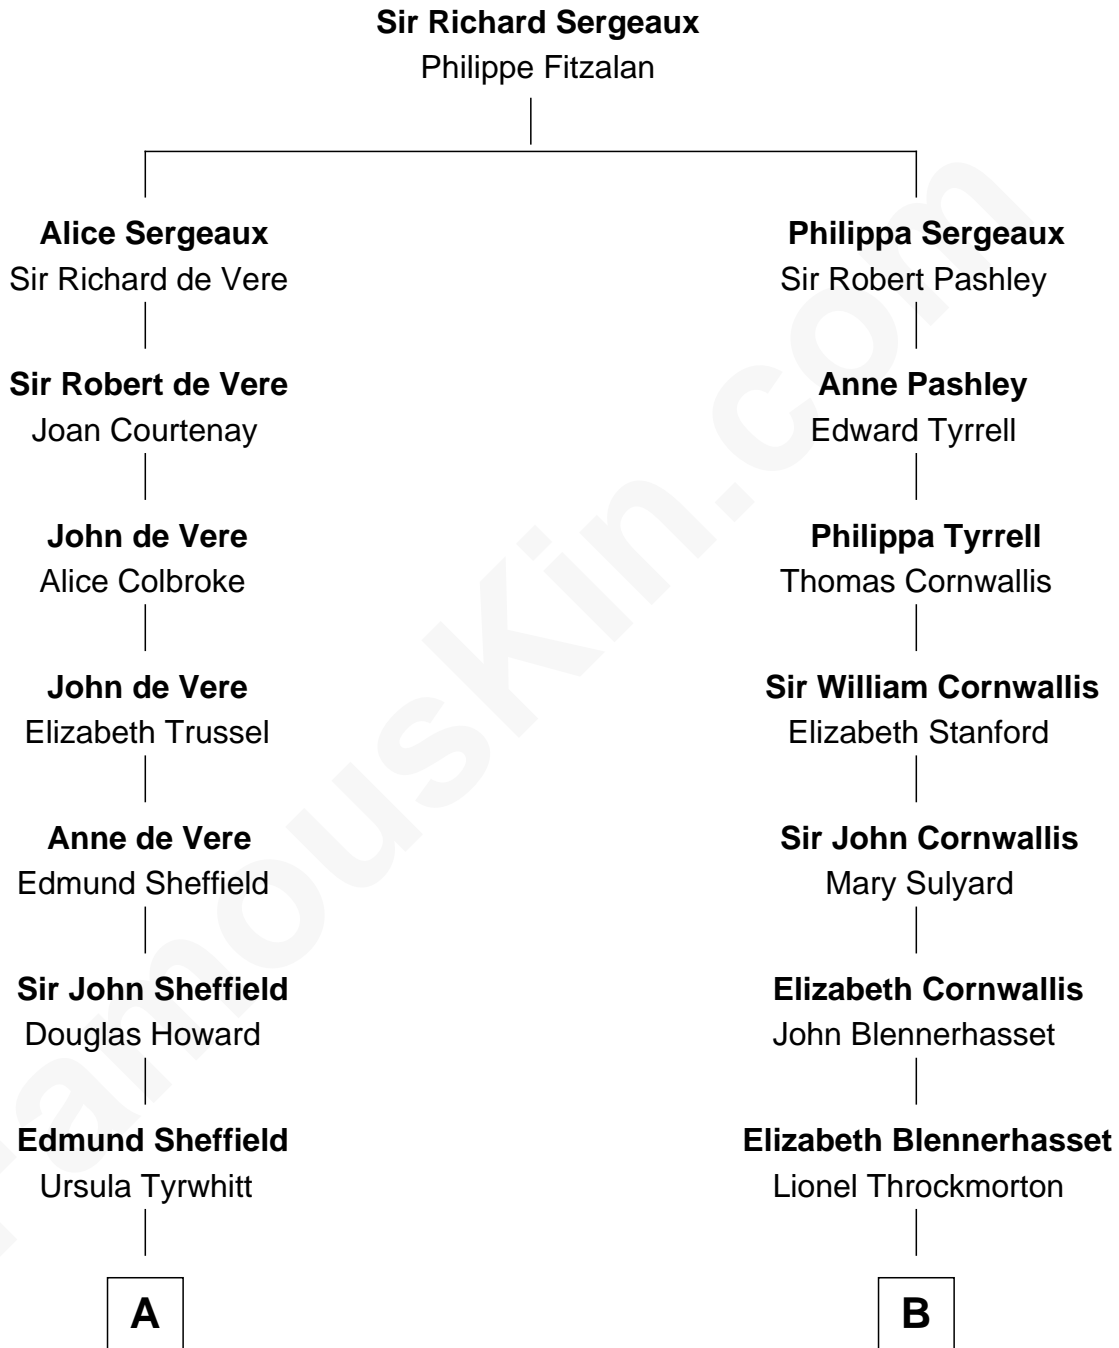 Sir Richard Sergeaux
Philippe Fitzalan
Alice Sergeaux
Sir Richard de Vere
Philippa Sergeaux
Sir Robert Pashley
Sir Robert de Vere
Joan Courtenay
Anne Pashley
Edward Tyrrell
John de Vere
Alice Colbroke
Philippa Tyrrell
Thomas Cornwallis
John de Vere
Elizabeth Trussel
Sir William Cornwallis
Elizabeth Stanford
Anne de Vere
Edmund Sheffield
Sir John Cornwallis
Mary Sulyard
Sir John Sheffield
Douglas Howard
Elizabeth Cornwallis
John Blennerhasset
Edmund Sheffield
Ursula Tyrwhitt
Elizabeth Blennerhasset
Lionel Throckmorton
A
B
FamousKin.com